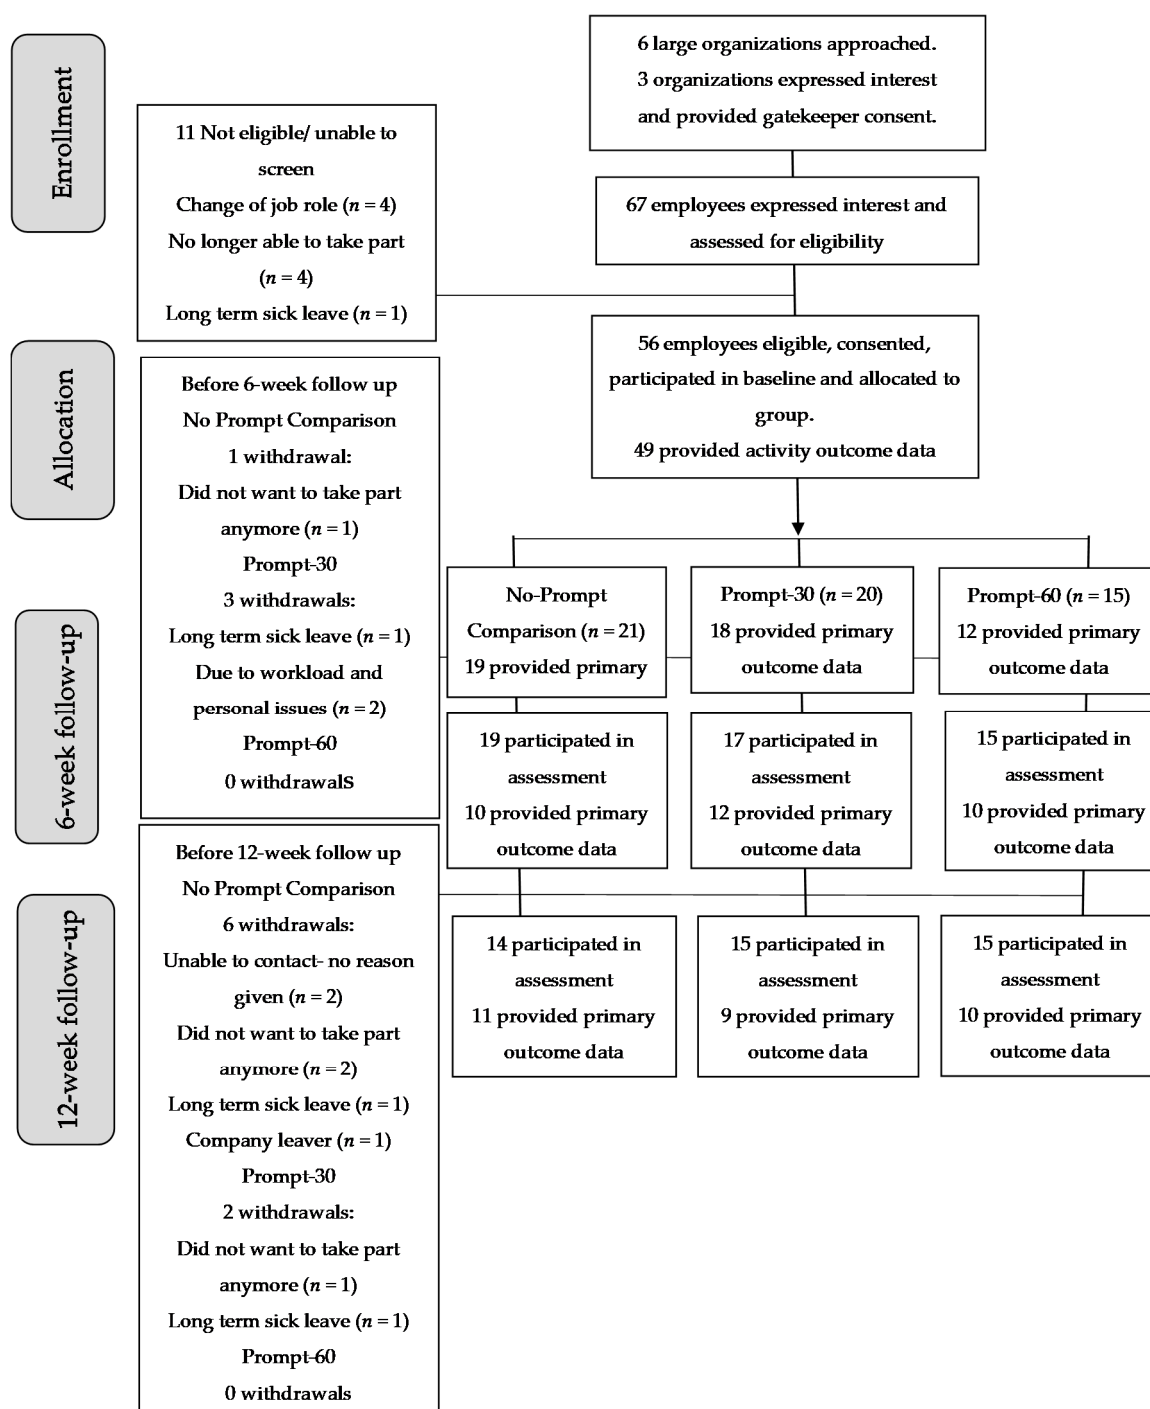 Enrollment
6 large organizations approached.
3 organizations expressed interest
and provided gatekeeper consent.
11 Not eligible/ unable to
screen
Change of job role (n = 4)
No longer able to take part
(n = 4)
Long term sick leave (n = 1)
67 employees expressed interest and
assessed for eligibility
Allocation
56 employees eligible, consented,
participated in baseline and allocated to
group.
49 provided activity outcome data
Before 6-week follow up
No Prompt Comparison
1 withdrawal:
Did not want to take part
anymore (n = 1)
Prompt-30
3 withdrawals:
Long term sick leave (n = 1)
Due to workload and
personal issues (n = 2)
Prompt-60
0 withdrawals
No-Prompt
Comparison (n = 21)
19 provided primary
Prompt-30 (n = 20)
18 provided primary
outcome data
Prompt-60 (n = 15)
12 provided primary
outcome data
6-week follow-up
19 participated in
assessment
10 provided primary
outcome data
17 participated in
assessment
12 provided primary
outcome data
15 participated in
assessment
10 provided primary
outcome data
12-week follow-up
Before 12-week follow up
No Prompt Comparison
6 withdrawals:
Unable to contact- no reason
given (n = 2)
Did not want to take part
anymore (n = 2)
Long term sick leave (n = 1)
Company leaver (n = 1)
Prompt-30
2 withdrawals:
Did not want to take part
anymore (n = 1)
Long term sick leave (n = 1)
Prompt-60
0 withdrawals
14 participated in
assessment
11 provided primary
outcome data
15 participated in
assessment
9 provided primary
outcome data
15 participated in
assessment
10 provided primary
outcome data